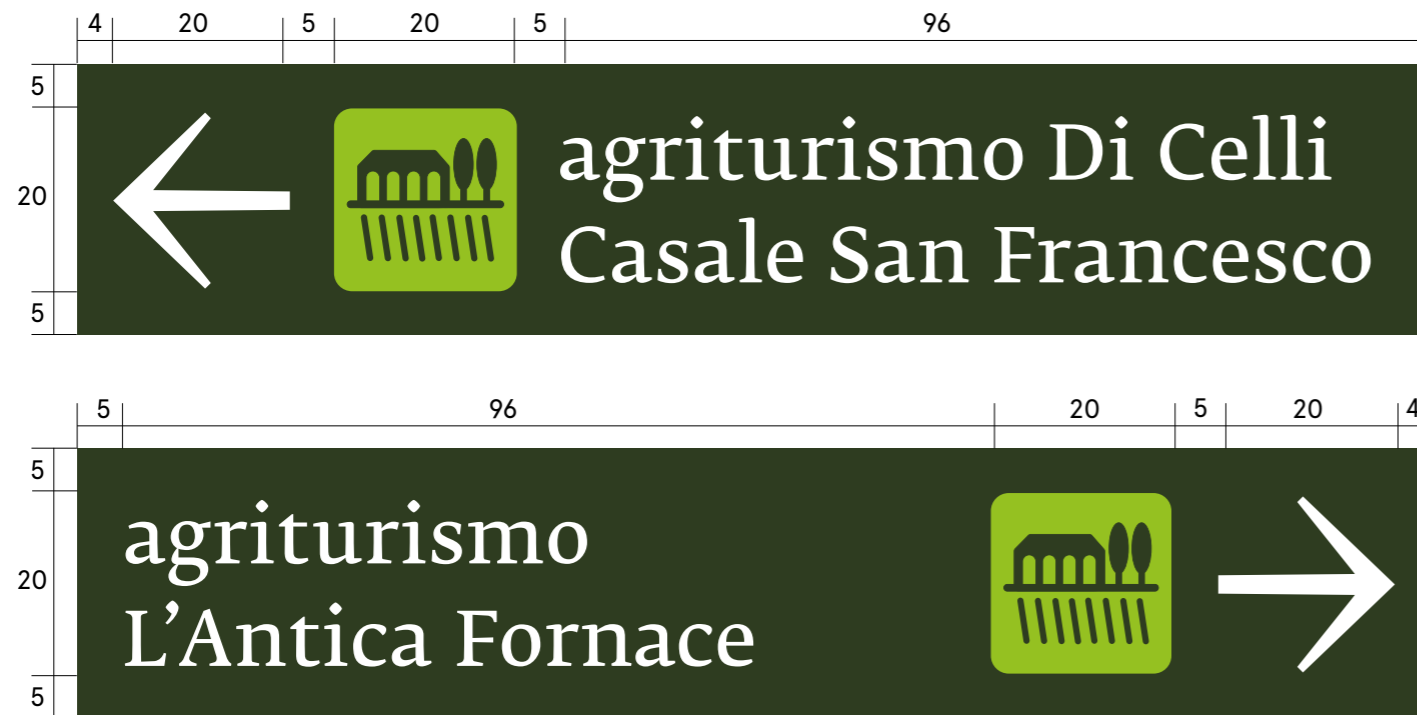 4 20 5 20 5 96
5
20
5
agriturismo Di Celli
Casale San Francesco
5 96 20 5 20 4
5
20
5
agriturismo
L’Antica Fornace